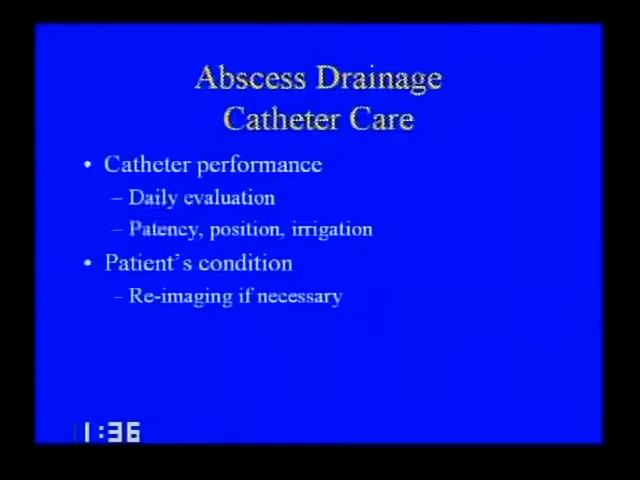 Abscess Drainage
Catheter Care
• Catheter performance
– Daily evaluation
– Patency, position, irrigation
• Patient's condition
– Re-imaging if necessary
1:36